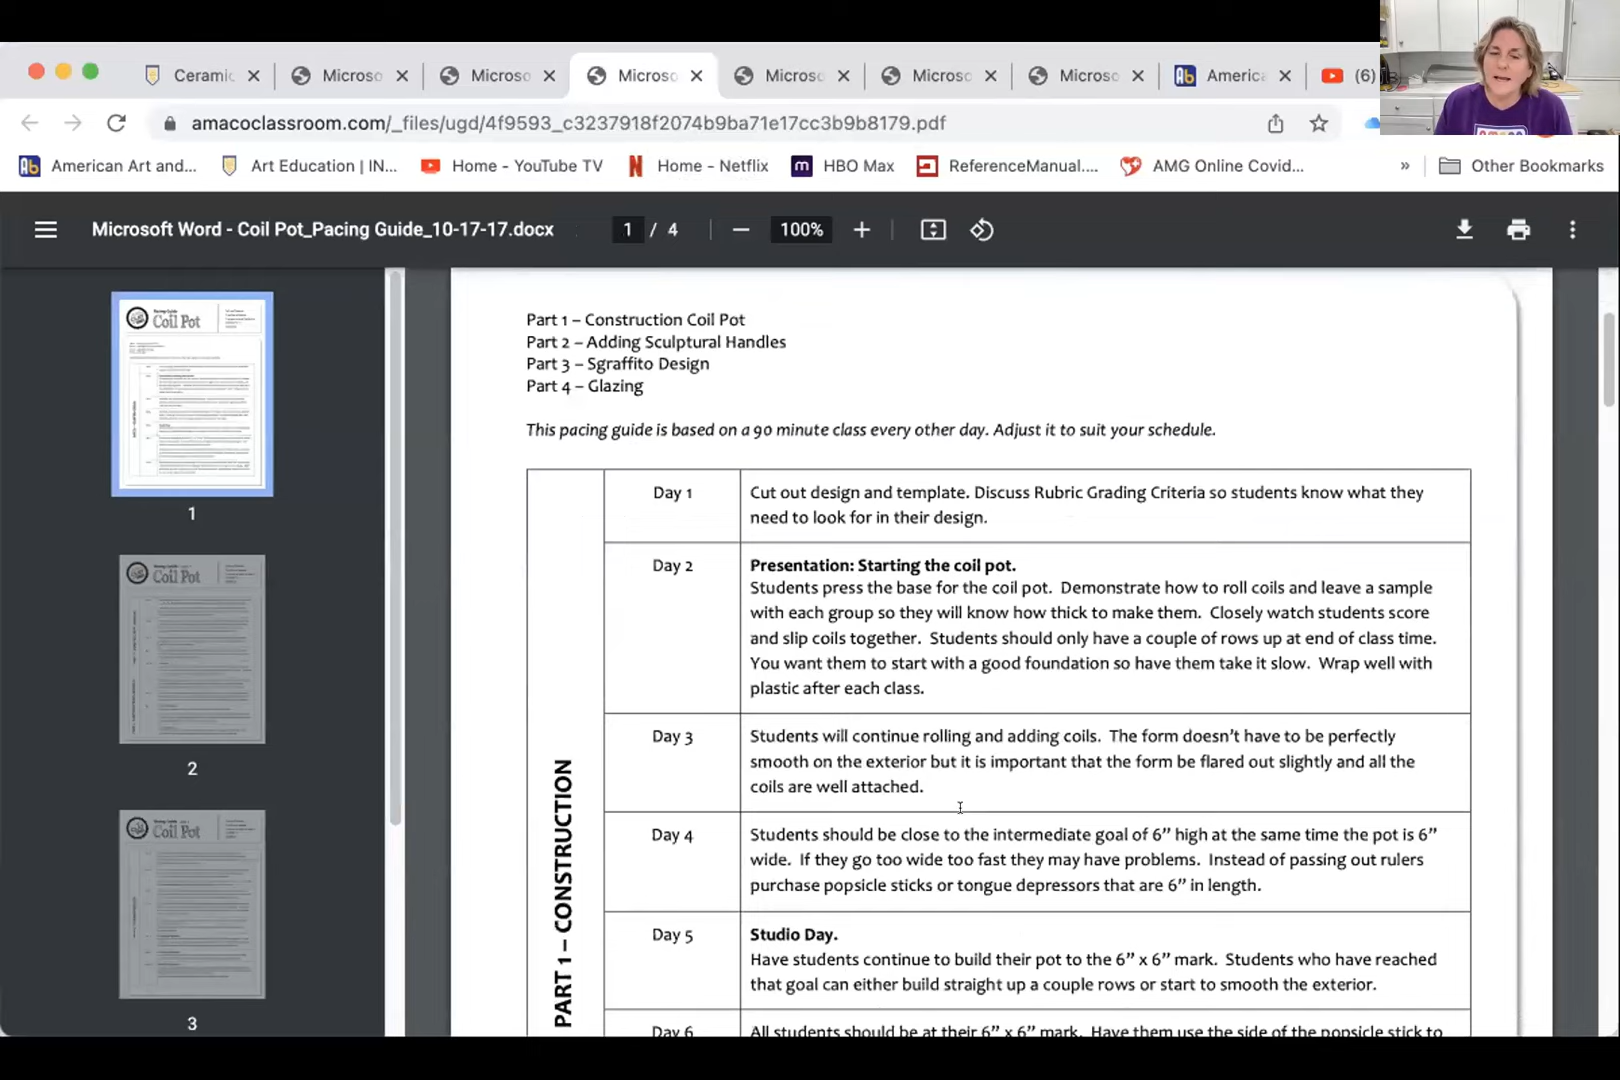 Ceramic
Microso
Microso
Microso
Microso
Microso
Microso
America
(6)
amacoclassroom.com/_files/ugd/4f9593_c3237918f2074b9ba71e17cc3b9b8179.pdf
American Art and...
Art Education | IN...
Home - YouTube TV
Home - Netflix
HBO Max
ReferenceManual....
AMG Online Covid...
Other Bookmarks
Microsoft Word - Coil Pot_Pacing Guide_10-17-17.docx
1 / 4
100%
Coil Pot
1
Coil Pot
2
Coil Pot
3
Part 1 – Construction Coil Pot
Part 2 – Adding Sculptural Handles
Part 3 – Sgraffito Design
Part 4 – Glazing
This pacing guide is based on a 90 minute class every other day. Adjust it to suit your schedule.
PART 1 – CONSTRUCTION
Day 1
Cut out design and template. Discuss Rubric Grading Criteria so students know what they
need to look for in their design.
Day 2
Presentation: Starting the coil pot.
Students press the base for the coil pot. Demonstrate how to roll coils and leave a sample
with each group so they will know how thick to make them. Closely watch students score
and slip coils together. Students should only have a couple of rows up at end of class time.
You want them to start with a good foundation so have them take it slow. Wrap well with
plastic after each class.
Day 3
Students will continue rolling and adding coils. The form doesn't have to be perfectly
smooth on the exterior but it is important that the form be flared out slightly and all the
coils are well attached.
Day 4
Students should be close to the intermediate goal of 6” high at the same time the pot is 6”
wide. If they go too wide too fast they may have problems. Instead of passing out rulers
purchase popsicle sticks or tongue depressors that are 6” in length.
Day 5
Studio Day.
Have students continue to build their pot to the 6” x 6” mark. Students who have reached
that goal can either build straight up a couple rows or start to smooth the exterior.
Day 6
All students should be at their 6” x 6” mark. Have them use the side of the popsicle stick to